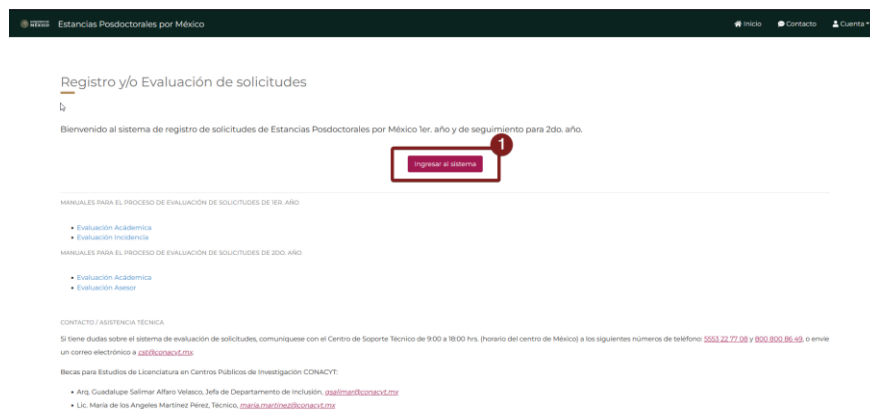 GOBIERNO DE MÉXICO Estancias Posdoctorales por México Inicio Contacto Cuenta
Registro y/o Evaluación de solicitudes
Bienvenido al sistema de registro de solicitudes de Estancias Posdoctorales por México 1er. año y de seguimiento para 2do. año.
1
Ingresar al sistema
MANUALES PARA EL PROCESO DE EVALUACIÓN DE SOLICITUDES DE 1ER. AÑO
• Evaluación Académica
• Evaluación Incidencia
MANUALES PARA EL PROCESO DE EVALUACIÓN DE SOLICITUDES DE 2DO. AÑO
• Evaluación Académica
• Evaluación Asesor
CONTACTO / ASISTENCIA TÉCNICA
Si tiene dudas sobre el sistema de evaluación de solicitudes, comuníquese con el Centro de Soporte Técnico de 9:00 a 18:00 hrs. (horario del centro de México) a los siguientes números de teléfono: 5553 22 77 08 y 800 800 86 49, o envíe
un correo electrónico a cst@conacyt.mx
Becas para Estudios de Licenciatura en Centros Públicos de Investigación CONACYT:
• Arq. Guadalupe Salimar Alfaro Velasco, Jefa de Departamento de Inclusión, gsalimar@conacyt.mx
• Lic. María de los Angeles Martínez Pérez, Técnico, maria.martinez@conacyt.mx